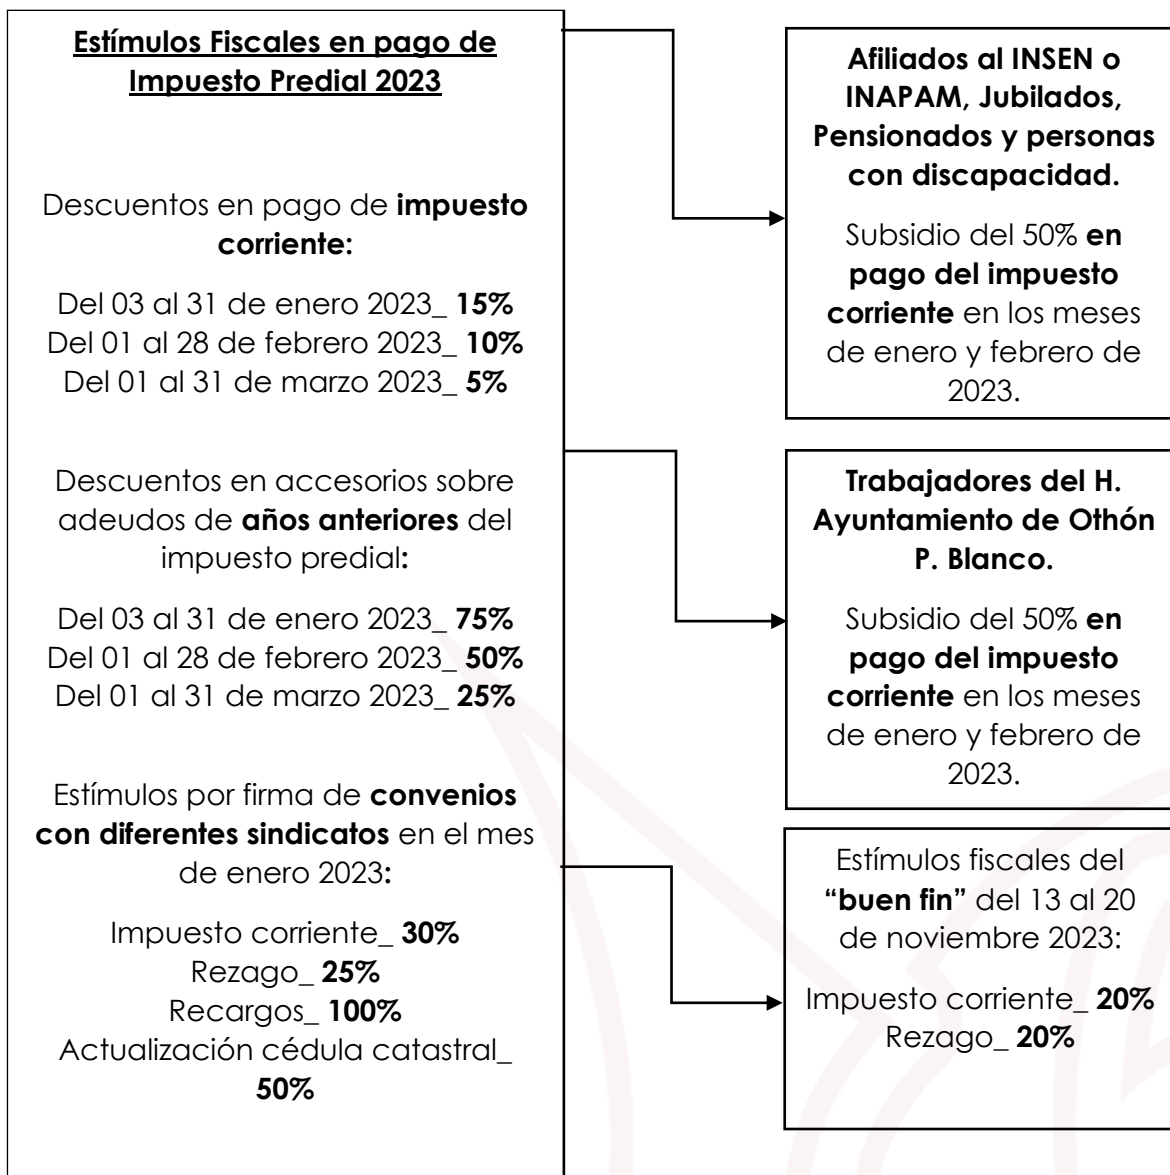 Estímulos Fiscales en pago de
Impuesto Predial 2023
Descuentos en pago de impuesto
corriente:
Del 03 al 31 de enero 2023_ 15%
Del 01 al 28 de febrero 2023_ 10%
Del 01 al 31 de marzo 2023_ 5%
Descuentos en accesorios sobre
adeudos de años anteriores del
impuesto predial:
Del 03 al 31 de enero 2023_ 75%
Del 01 al 28 de febrero 2023_ 50%
Del 01 al 31 de marzo 2023_ 25%
Estímulos por firma de convenios
con diferentes sindicatos en el mes
de enero 2023:
Impuesto corriente_ 30%
Rezago_ 25%
Recargos_ 100%
Actualización cédula catastral_
50%
Afiliados al INSEN o
INAPAM, Jubilados,
Pensionados y personas
con discapacidad.
Subsidio del 50% en
pago del impuesto
corriente en los meses
de enero y febrero de
2023.
Trabajadores del H.
Ayuntamiento de Othón
P. Blanco.
Subsidio del 50% en
pago del impuesto
corriente en los meses
de enero y febrero de
2023.
Estímulos fiscales del
“buen fin” del 13 al 20
de noviembre 2023:
Impuesto corriente_ 20%
Rezago_ 20%